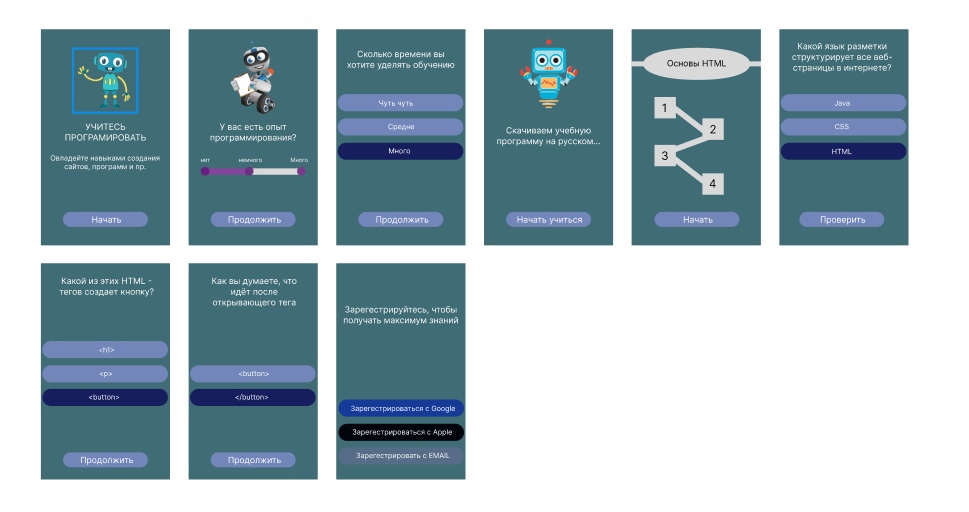 УЧИТЕСЬ
ПРОГРАМИРОВАТЬ
Овладейте навыками создания
сайтов, программ и пр.
Начать
У вас есть опыт
программирования?
нет немного Много
Продолжить
Сколько времени вы
хотите уделять обучению
Чуть чуть
Средне
Много
Продолжить
Скачиваем учебную
программу на русском...
Начать учиться
Основы HTML
1
2
3
4
Начать
Какой язык разметки
структурирует все веб-
страницы в интернете?
Java
CSS
HTML
Проверить
Какой из этих HTML -
тегов создает кнопку?
<h1>
<p>
<button>
Продолжить
Как вы думаете, что
идёт после
открывающего тега
<button>
</button>
Продолжить
Зарегестрируйтесь, чтобы
получать максимум знаний
Зарегестрироваться с Google
Зарегестрироваться с Apple
Зарегестрировать с EMAIL